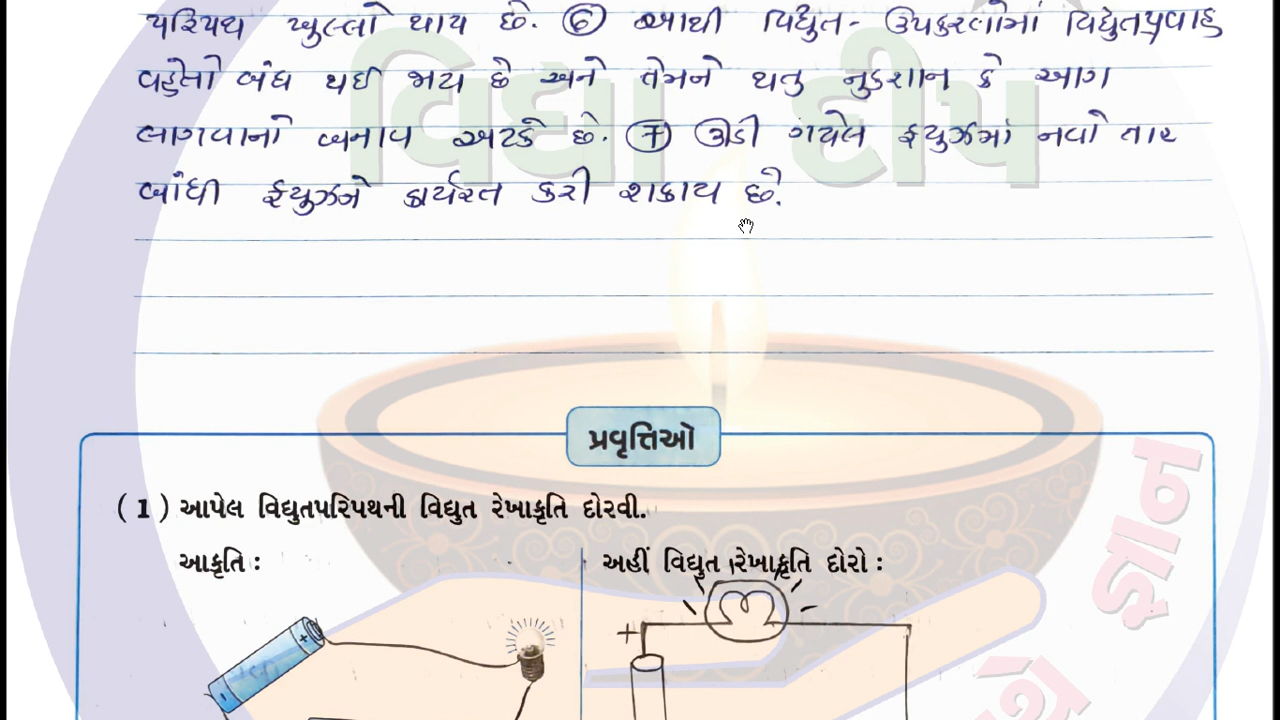 પરિપથ ખુલ્લો થાય છે. ⑥ આથી વિદ્યુત- ઉપકરણોમાં વિદ્યુતપ્રવાહ
વહેતો બંધ થઈ જાય છે અને તેમને થતુ નુકશાન કે આગ
લાગવાનો બનાવ અટકે છે. ⑦ ઊડી ગયેલ ફ્યુઝમાં નવો તાર
બાંધી ફ્યુઝને કાર્યરત કરી શકાય છે.
વિદ્યા દીપ
પ્રવૃત્તિઓ
( 1 ) આપેલ વિદ્યુતપરિપથની વિદ્યુત રેખાકૃતિ દોરવી.
આકૃતિ : અહીં વિદ્યુત રેખાકૃતિ દોરો :
જ્ઞાન
+ +
-